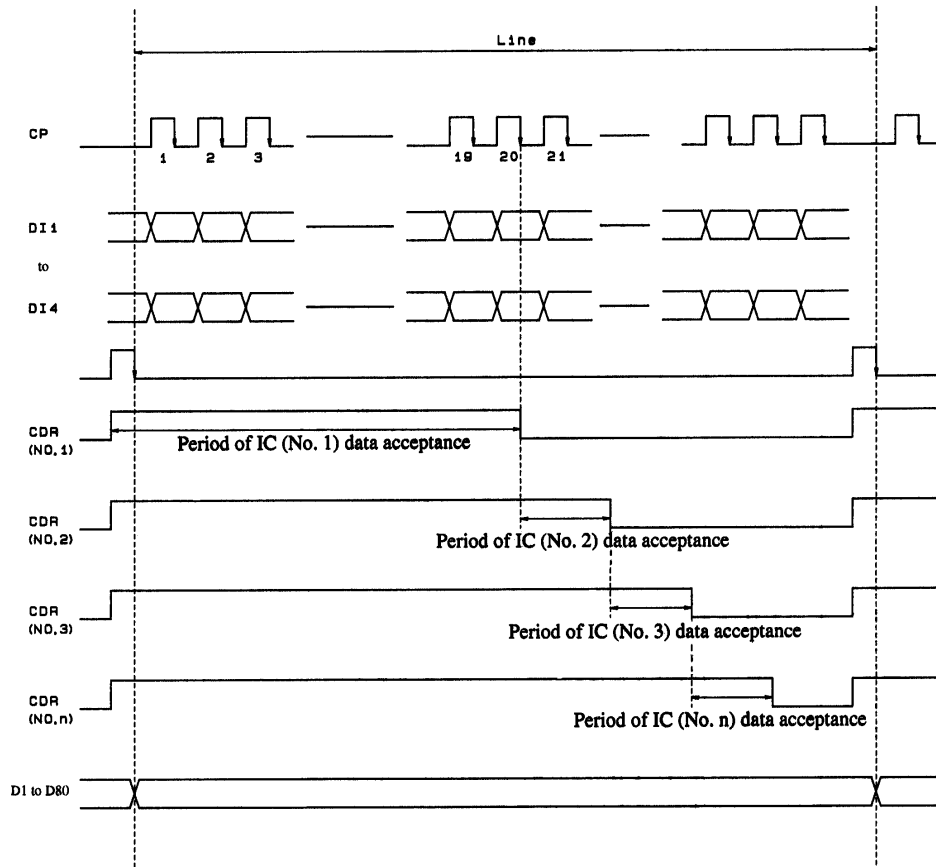 Line
CP
1 2 3 19 20 21
DI1
to
DI4
CDR
(NO.1)
Period of IC (No. 1) data acceptance
CDR
(NO.2)
Period of IC (No. 2) data acceptance
CDR
(NO.3)
Period of IC (No. 3) data acceptance
CDR
(NO.n)
Period of IC (No. n) data acceptance
D1 to D80